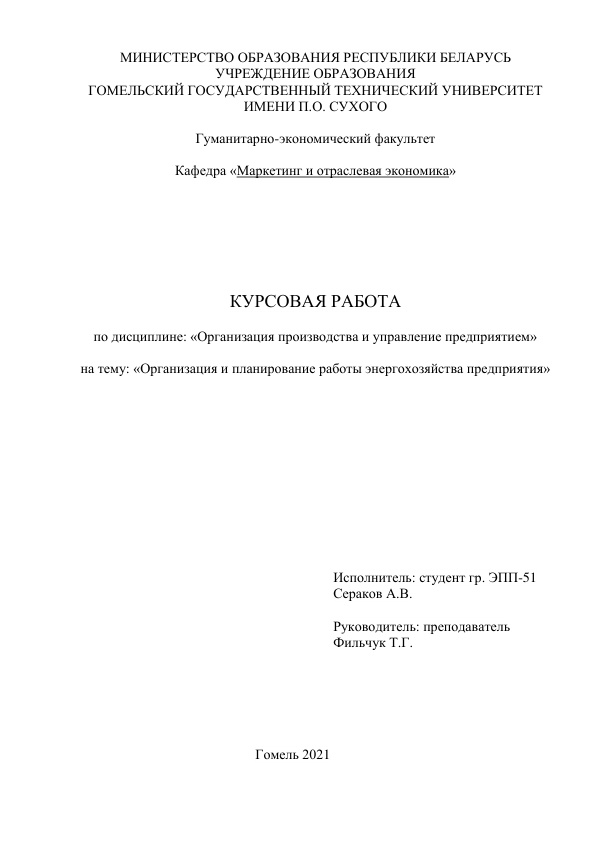 МИНИСТЕРСТВО ОБРАЗОВАНИЯ РЕСПУБЛИКИ БЕЛАРУСЬ
УЧРЕЖДЕНИЕ ОБРАЗОВАНИЯ
ГОМЕЛЬСКИЙ ГОСУДАРСТВЕННЫЙ ТЕХНИЧЕСКИЙ УНИВЕРСИТЕТ
ИМЕНИ П.О. СУХОГО
Гуманитарно-экономический факультет
Кафедра «Маркетинг и отраслевая экономика»
КУРСОВАЯ РАБОТА
по дисциплине: «Организация производства и управление предприятием»
на тему: «Организация и планирование работы энергохозяйства предприятия»
Исполнитель: студент гр. ЭПП-51
Сераков А.В.
Руководитель: преподаватель
Фильчук Т.Г.
Гомель 2021